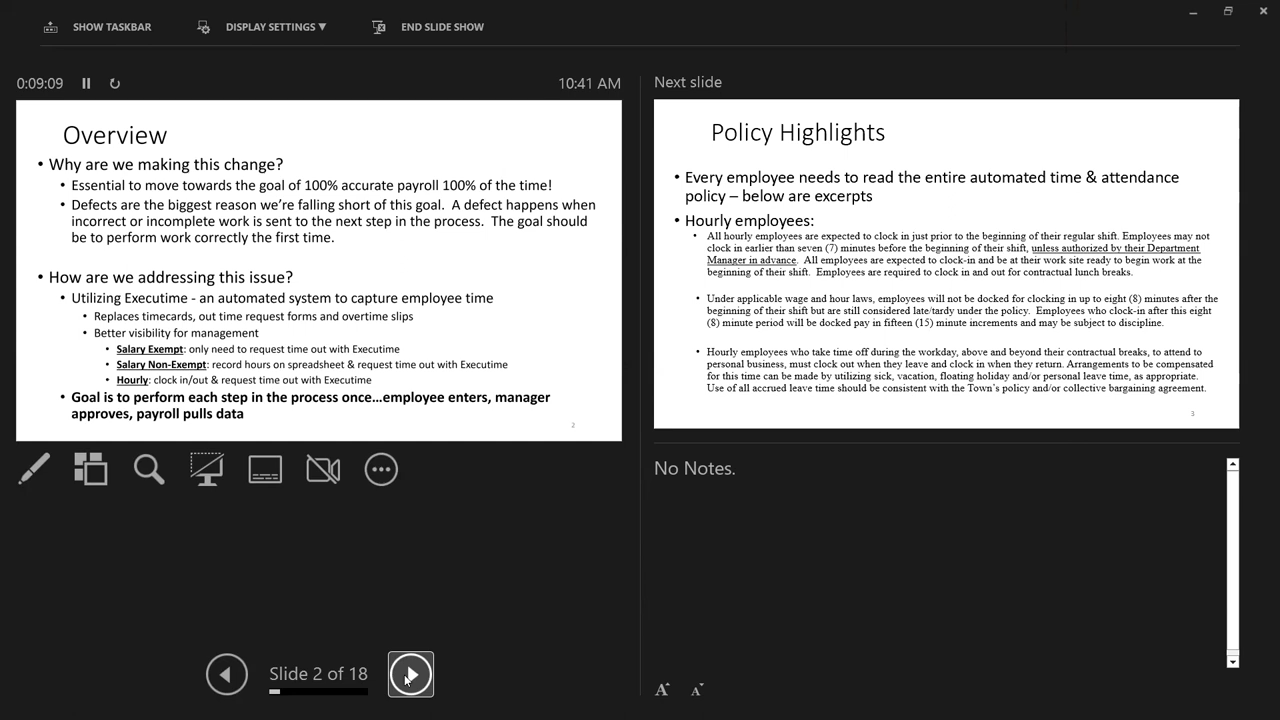 SHOW TASKBAR
DISPLAY SETTINGS ▼
END SLIDE SHOW
0:09:09
10:41 AM
Overview
• Why are we making this change?
• Essential to move towards the goal of 100% accurate payroll 100% of the time!
• Defects are the biggest reason we're falling short of this goal.  A defect happens when
incorrect or incomplete work is sent to the next step in the process.  The goal should
be to perform work correctly the first time.
• How are we addressing this issue?
• Utilizing Executime - an automated system to capture employee time
• Replaces timecards, out time request forms and overtime slips
• Better visibility for management
• Salary Exempt: only need to request time out with Executime
• Salary Non-Exempt: record hours on spreadsheet & request time out with Executime
• Hourly: clock in/out & request time out with Executime
• Goal is to perform each step in the process once…employee enters, manager
approves, payroll pulls data
2
Slide 2 of 18
Next slide
Policy Highlights
• Every employee needs to read the entire automated time & attendance
policy – below are excerpts
• Hourly employees:
• All hourly employees are expected to clock in just prior to the beginning of their regular shift. Employees may not
clock in earlier than seven (7) minutes before the beginning of their shift, unless authorized by their Department
Manager in advance.  All employees are expected to clock-in and be at their work site ready to begin work at the
beginning of their shift.  Employees are required to clock in and out for contractual lunch breaks.
• Under applicable wage and hour laws, employees will not be docked for clocking in up to eight (8) minutes after the
beginning of their shift but are still considered late/tardy under the policy.  Employees who clock-in after this eight
(8) minute period will be docked pay in fifteen (15) minute increments and may be subject to discipline.
• Hourly employees who take time off during the workday, above and beyond their contractual breaks, to attend to
personal business, must clock out when they leave and clock in when they return. Arrangements to be compensated
for this time can be made by utilizing sick, vacation, floating holiday and/or personal leave time, as appropriate.
Use of all accrued leave time should be consistent with the Town's policy and/or collective bargaining agreement.
3
No Notes.
A A